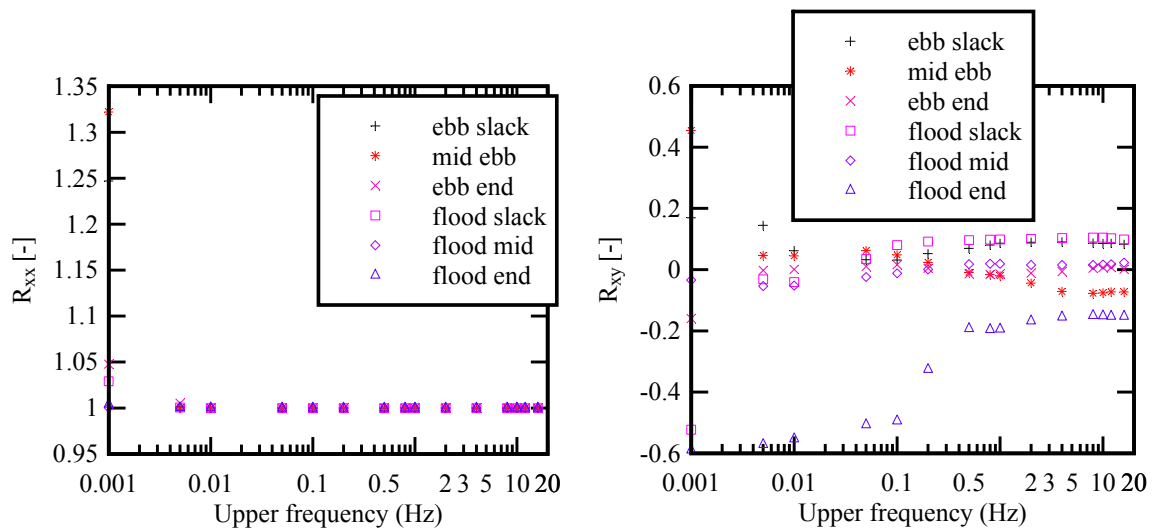 1.35
1.3
1.25
1.2
1.15
1.1
1.05
1
0.95
R_xx [-]
ebb slack
mid ebb
ebb end
flood slack
flood mid
flood end
0.001 0.01 0.1 0.5 2 3 5 10 20
Upper frequency (Hz)
0.6
0.4
0.2
0
-0.2
-0.4
-0.6
R_xy [-]
ebb slack
mid ebb
ebb end
flood slack
flood mid
flood end
0.001 0.01 0.1 0.5 2 3 5 10 20
Upper frequency (Hz)